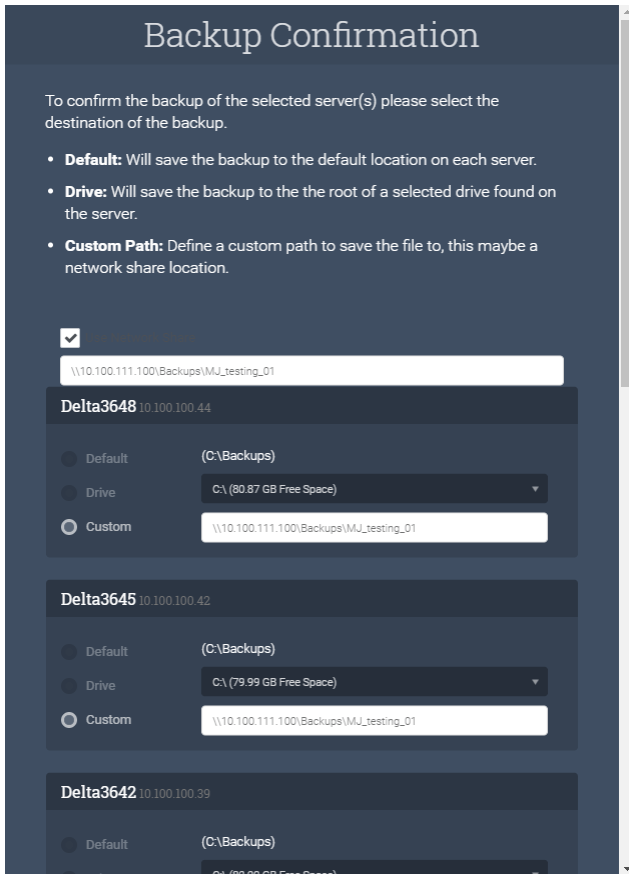 Backup Confirmation
To confirm the backup of the selected server(s) please select the
destination of the backup.
• Default: Will save the backup to the default location on each server.
• Drive: Will save the backup to the the root of a selected drive found on
the server.
• Custom Path: Define a custom path to save the file to, this maybe a
network share location.
\\10.100.111.100\Backups\MJ_testing_01
Delta3648 10.100.100.44
Default (C:\Backups)
Drive C:\ (80.87 GB Free Space)
Custom \\10.100.111.100\Backups\MJ_testing_01
Delta3645 10.100.100.42
Default (C:\Backups)
Drive C:\ (79.99 GB Free Space)
Custom \\10.100.111.100\Backups\MJ_testing_01
Delta3642 10.100.100.39
Default (C:\Backups)